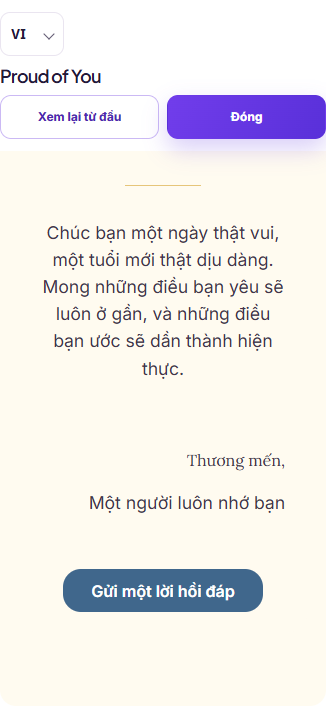 VI
Proud of You
Xem lại từ đầu
Đóng
Chúc bạn một ngày thật vui,
một tuổi mới thật dịu dàng.
Mong những điều bạn yêu sẽ
luôn ở gần, và những điều
bạn ước sẽ dần thành hiện
thực.
Thương mến,
Một người luôn nhớ bạn
Gửi một lời hồi đáp